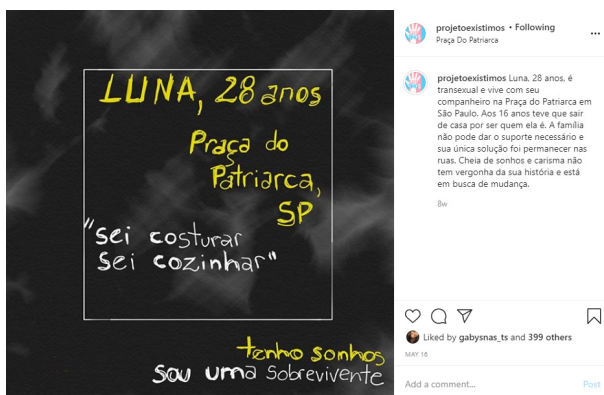 LUNA, 28 anos
Praça do
Patriarca,
SP
"sei costurar
sei cozinhar"
tenho sonhos
sou uma sobrevivente
projetoexistimos • Following
Praça Do Patriarca
...
projetoexistimos Luna, 28 anos, é
transexual e vive com seu
companheiro na Praça do Patriarca em
São Paulo. Aos 16 anos teve que sair
de casa por ser quem ela é. A família
não pode dar o suporte necessário e
sua única solução foi permanecer nas
ruas. Cheia de sonhos e carisma não
tem vergonha da sua história e está
em busca de mudança.
8w
Liked by gabysnas_ts and 399 others
MAY 16
Add a comment... Post